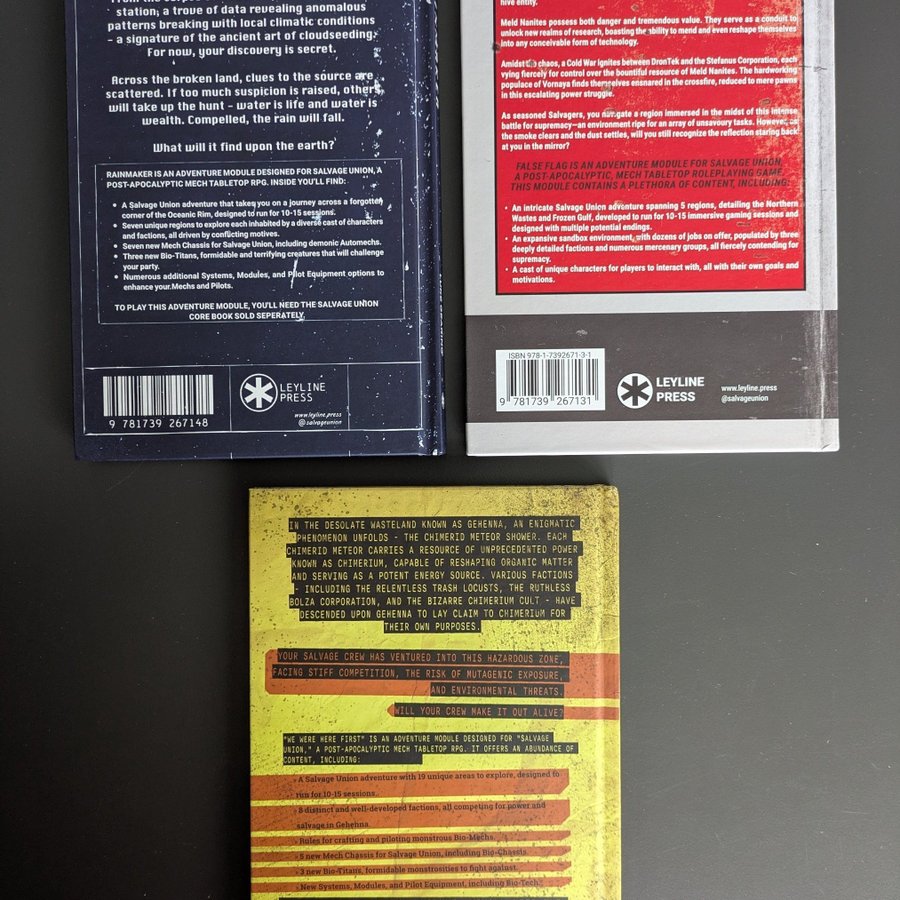 station; a trove of data revealing anomalous
patterns breaking with local climatic conditions
– a signature of the ancient art of cloudseeding.
For now, your discovery is secret.
Across the broken land, clues to the source are
scattered. If too much suspicion is raised, others
will take up the hunt – water is life and water is
wealth. Compelled, the rain will fall.
What will it find upon the earth?
RAINMAKER IS AN ADVENTURE MODULE DESIGNED FOR SALVAGE UNION, A
POST-APOCALYPTIC MECH TABLETOP RPG. INSIDE YOU'LL FIND:
• A Salvage Union adventure that takes you on a journey across a forgotten
corner of the Oceanic Rim, designed to run for 10-15 sessions.
• Seven unique regions to explore each inhabited by a diverse cast of characters
and factions, all driven by conflicting motives.
• Seven new Mech Chassis for Salvage Union, including demonic Automechs.
• Three new Bio-Titans, formidable and terrifying creatures that will challenge
your party.
• Numerous additional Systems, Modules, and Pilot Equipment options to
enhance your Mechs and Pilots.
TO PLAY THIS ADVENTURE MODULE, YOU'LL NEED THE SALVAGE UNION
CORE BOOK SOLD SEPERATELY.
9 781739 267148
LEYLINE
PRESS
www.leyline.press
@salvageunion
hive entity.
Meld Nanites possess both danger and tremendous value. They serve as a conduit to
unlock new realms of research, boasting the ability to mend and even reshape themselves
into any conceivable form of technology.
Amidst the chaos, a Cold War ignites between DronTek and the Stefanus Corporation, each
vying fiercely for control over the bountiful resource of Meld Nanites. The hardworking
populace of Vornaya finds themselves ensnared in the crossfire, reduced to mere pawns
in this escalating power struggle.
As seasoned Salvagers, you navigate a region immersed in the midst of this intense
battle for supremacy—an environment ripe for an array of unsavoury tasks. However, as
the smoke clears and the dust settles, will you still recognize the reflection staring back
at you in the mirror?
FALSE FLAG IS AN ADVENTURE MODULE FOR SALVAGE UNION,
A POST-APOCALYPTIC, MECH TABLETOP ROLEPLAYING GAME.
THIS MODULE CONTAINS A PLETHORA OF CONTENT, INCLUDING:
• An intricate Salvage Union adventure spanning 5 regions, detailing the Northern
Wastes and Frozen Gulf, developed to run for 10-15 immersive gaming sessions and
designed with multiple potential endings.
• An expansive sandbox environment, with dozens of jobs on offer, populated by three
deeply detailed factions and numerous mercenary groups, all fiercely contending for
supremacy.
• A cast of unique characters for players to interact with, all with their own goals and
motivations.
ISBN 978-1-7392671-3-1
9 781739 267131
LEYLINE
PRESS
www.leyline.press
@salvageunion
IN THE DESOLATE WASTELAND KNOWN AS GEHENNA, AN ENIGMATIC
PHENOMENON UNFOLDS - THE CHIMERID METEOR SHOWER. EACH
CHIMERID METEOR CARRIES A RESOURCE OF UNPRECEDENTED POWER
KNOWN AS CHIMERIUM, CAPABLE OF RESHAPING ORGANIC MATTER
AND SERVING AS A POTENT ENERGY SOURCE. VARIOUS FACTIONS
- INCLUDING THE RELENTLESS TRASH LOCUSTS, THE RUTHLESS
BOLZA CORPORATION, AND THE BIZARRE CHIMERIUM CULT - HAVE
DESCENDED UPON GEHENNA TO LAY CLAIM TO CHIMERIUM FOR
THEIR OWN PURPOSES.
YOUR SALVAGE CREW HAS VENTURED INTO THIS HAZARDOUS ZONE,
FACING STIFF COMPETITION, THE RISK OF MUTAGENIC EXPOSURE,
AND ENVIRONMENTAL THREATS.
WILL YOUR CREW MAKE IT OUT ALIVE?
"WE WERE HERE FIRST" IS AN ADVENTURE MODULE DESIGNED FOR "SALVAGE
UNION," A POST-APOCALYPTIC MECH TABLETOP RPG. IT OFFERS AN ABUNDANCE OF
CONTENT, INCLUDING:
- A Salvage Union adventure with 19 unique areas to explore, designed to
run for 10-15 sessions.
- 8 distinct and well-developed factions, all competing for power and
salvage in Gehenna.
- Rules for crafting and piloting monstrous Bio-Mechs.
- 5 new Mech Chassis for Salvage Union, including Bio-Chassis.
- 3 new Bio-Titans, formidable monstrosities to fight against.
- New Systems, Modules, and Pilot Equipment, including Bio-Tech.